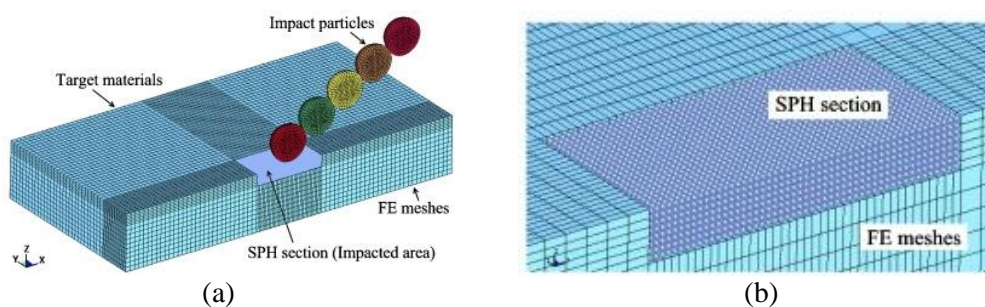 Impact particles
Target materials
FE meshes
SPH section (Impacted area)
Z
Y X
(a)
SPH section
FE meshes
(b)